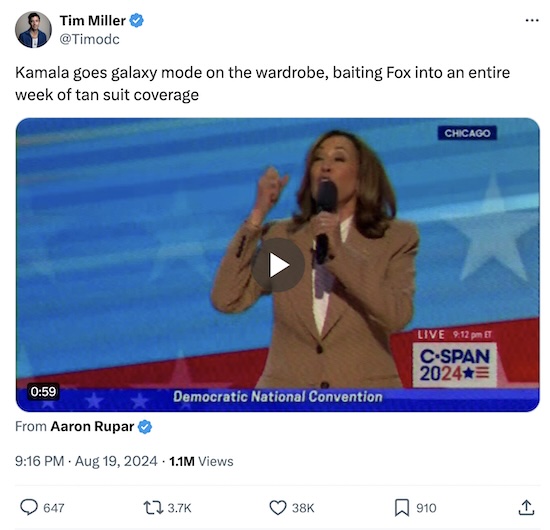 Tim Miller
@Timodc
Kamala goes galaxy mode on the wardrobe, baiting Fox into an entire
week of tan suit coverage
CHICAGO
LIVE 9:12 pm ET
C-SPAN
2024
0:59
Democratic National Convention
From Aaron Rupar
9:16 PM · Aug 19, 2024 · 1.1M Views
647 3.7K 38K 910